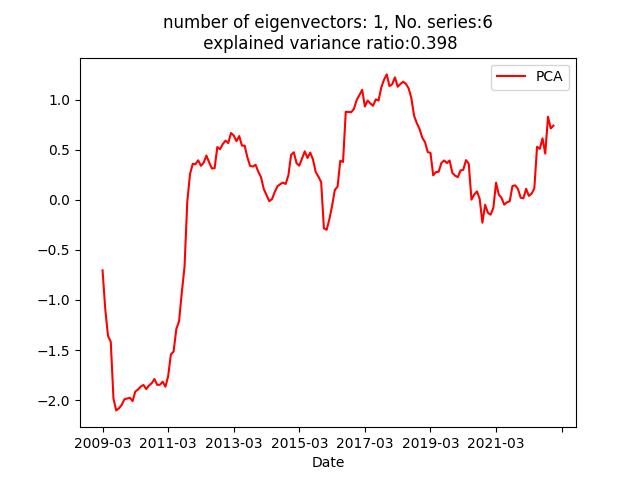 number of eigenvectors: 1, No. series:6
explained variance ratio:0.398
PCA
1.0
0.5
0.0
−0.5
−1.0
−1.5
−2.0
2009-03 2011-03 2013-03 2015-03 2017-03 2019-03 2021-03
Date